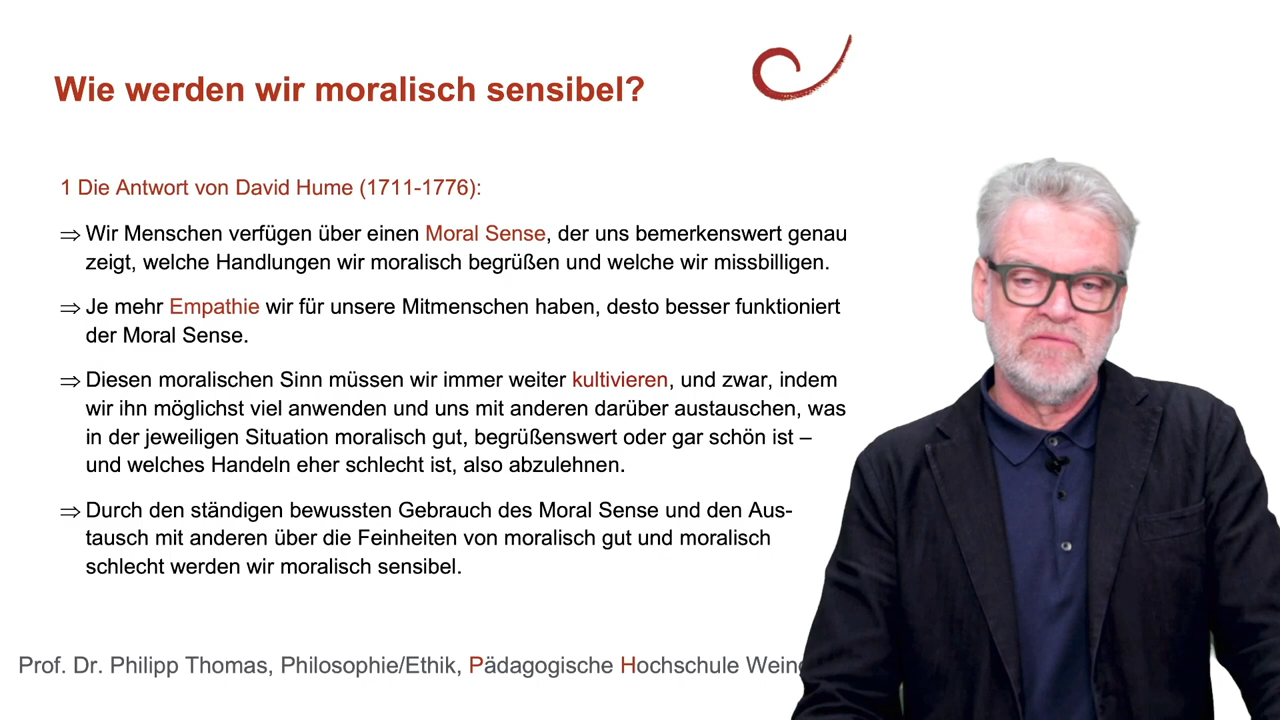 Wie werden wir moralisch sensibel?
1 Die Antwort von David Hume (1711-1776):
⇒ Wir Menschen verfügen über einen Moral Sense, der uns bemerkenswert genau
zeigt, welche Handlungen wir moralisch begrüßen und welche wir missbilligen.
⇒ Je mehr Empathie wir für unsere Mitmenschen haben, desto besser funktioniert
der Moral Sense.
⇒ Diesen moralischen Sinn müssen wir immer weiter kultivieren, und zwar, indem
wir ihn möglichst viel anwenden und uns mit anderen darüber austauschen, was
in der jeweiligen Situation moralisch gut, begrüßenswert oder gar schön ist –
und welches Handeln eher schlecht ist, also abzulehnen.
⇒ Durch den ständigen bewussten Gebrauch des Moral Sense und den Aus-
tausch mit anderen über die Feinheiten von moralisch gut und moralisch
schlecht werden wir moralisch sensibel.
Prof. Dr. Philipp Thomas, Philosophie/Ethik, Pädagogische Hochschule